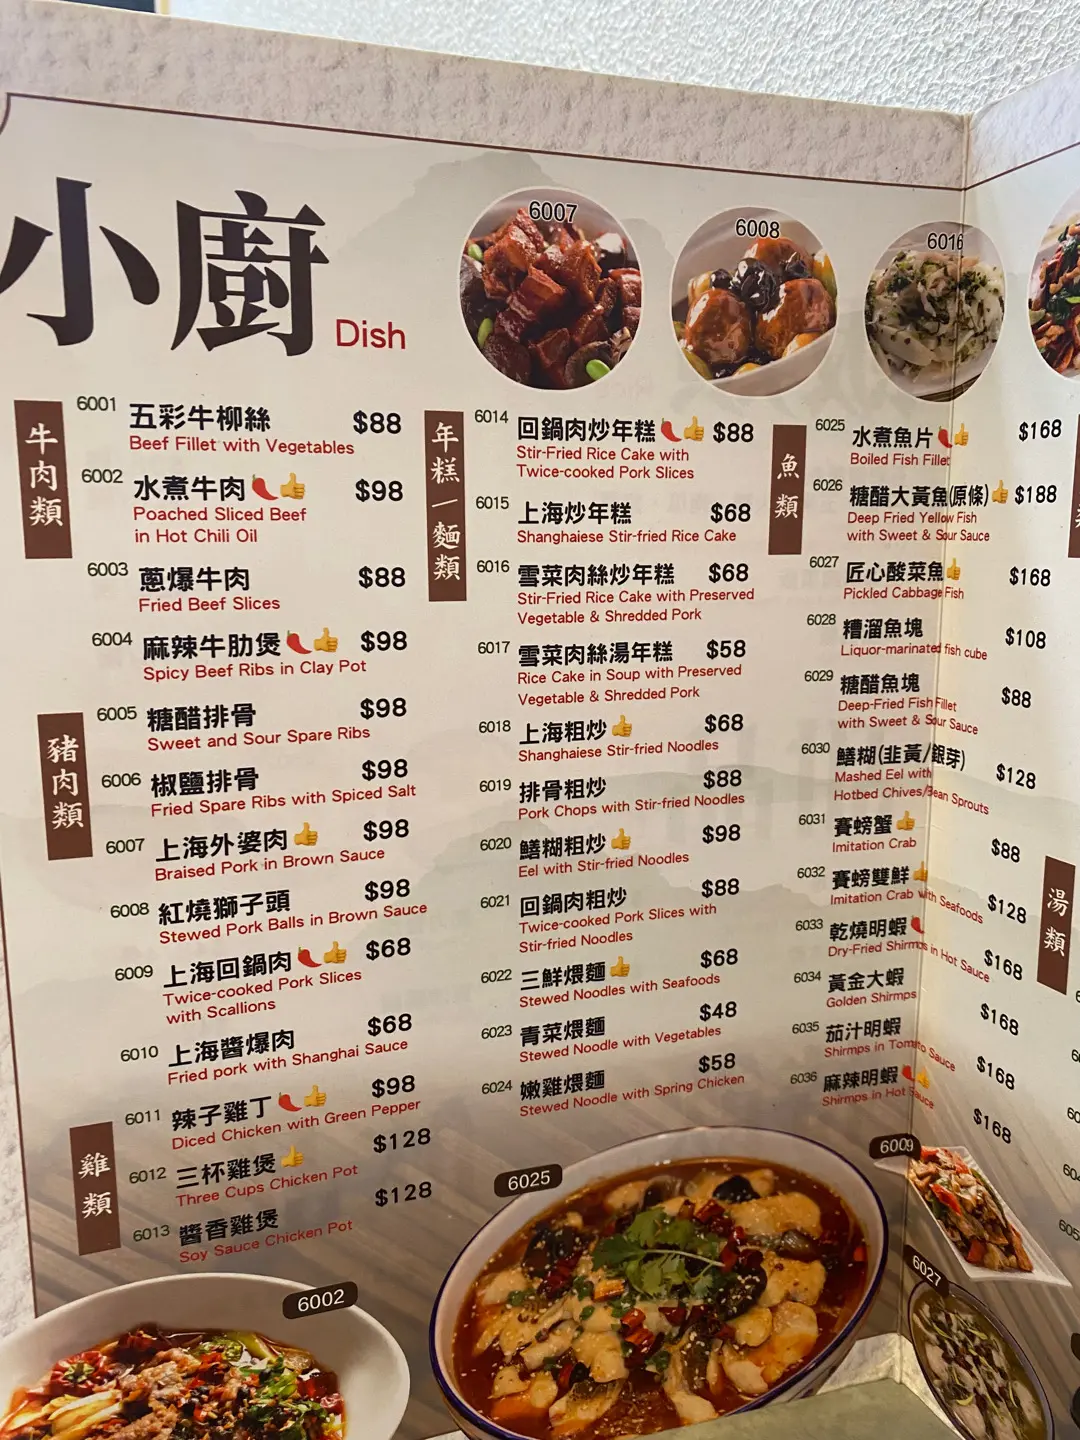 小廚 Dish
6007
6008
6016
牛肉類
6001 五彩牛柳絲 $88
Beef Fillet with Vegetables
6002 水煮牛肉 $98
Poached Sliced Beef
in Hot Chili Oil
6003 蔥爆牛肉 $88
Fried Beef Slices
6004 麻辣牛肋煲 $98
Spicy Beef Ribs in Clay Pot
豬肉類
6005 糖醋排骨 $98
Sweet and Sour Spare Ribs
6006 椒鹽排骨 $98
Fried Spare Ribs with Spiced Salt
6007 上海外婆肉 $98
Braised Pork in Brown Sauce
6008 紅燒獅子頭 $98
Stewed Pork Balls in Brown Sauce
6009 上海回鍋肉 $68
Twice-cooked Pork Slices
with Scallions
6010 上海醬爆肉 $68
Fried pork with Shanghai Sauce
雞類
6011 辣子雞丁 $98
Diced Chicken with Green Pepper
6012 三杯雞煲 $128
Three Cups Chicken Pot
6013 醬香雞煲 $128
Soy Sauce Chicken Pot
年糕／麵類
6014 回鍋肉炒年糕 $88
Stir-Fried Rice Cake with
Twice-cooked Pork Slices
6015 上海炒年糕 $68
Shanghaiese Stir-fried Rice Cake
6016 雪菜肉絲炒年糕 $68
Stir-Fried Rice Cake with Preserved
Vegetable & Shredded Pork
6017 雪菜肉絲湯年糕 $58
Rice Cake in Soup with Preserved
Vegetable & Shredded Pork
6018 上海粗炒 $68
Shanghaiese Stir-fried Noodles
6019 排骨粗炒 $88
Pork Chops with Stir-fried Noodles
6020 鱔糊粗炒 $98
Eel with Stir-fried Noodles
6021 回鍋肉粗炒 $88
Twice-cooked Pork Slices with
Stir-fried Noodles
6022 三鮮煨麵 $68
Stewed Noodles with Seafoods
6023 青菜煨麵 $48
Stewed Noodle with Vegetables
6024 嫩雞煨麵 $58
Stewed Noodle with Spring Chicken
魚類
6025 水煮魚片 $168
Boiled Fish Fillet
6026 糖醋大黃魚(原條) $188
Deep Fried Yellow Fish
with Sweet & Sour Sauce
6027 匠心酸菜魚 $168
Pickled Cabbage Fish
6028 糟溜魚塊 $108
Liquor-marinated fish cube
6029 糖醋魚塊 $88
Deep-Fried Fish Fillet
with Sweet & Sour Sauce
6030 鱔糊(韭黃/銀芽) $128
Mashed Eel with
Hotbed Chives/Bean Sprouts
6031 賽螃蟹 $88
Imitation Crab
6032 賽螃雙鮮 $128
Imitation Crab with Seafoods
6033 乾燒明蝦 $168
Dry-Fried Shirmps in Hot Sauce
6034 黃金大蝦 $168
Golden Shirmps
6035 茄汁明蝦 $168
Shirmps in Tomato Sauce
6036 麻辣明蝦 $168
Shirmps in Hot Sauce
湯類
6002
6025
6009
6027